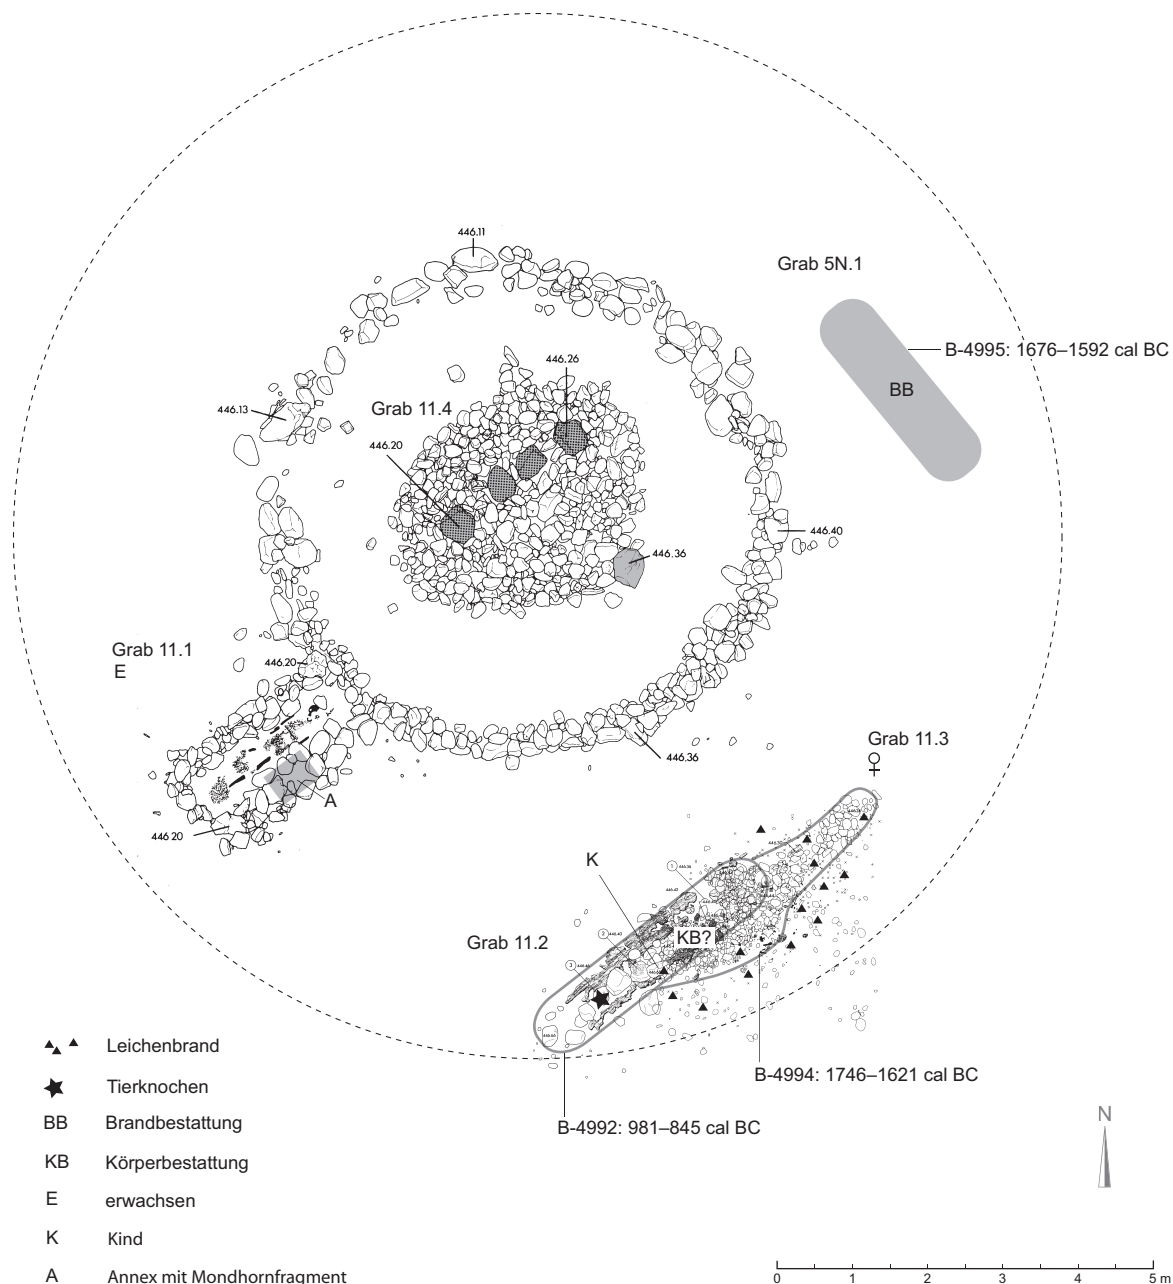 446.11
Grab 5N.1
B-4995: 1676–1592 cal BC
446.26
BB
446.13
Grab 11.4
446.20
446.40
446.36
Grab 11.1
E
446.20
446,36
Grab 11.3
♀
A
446 20
K
Grab 11.2
KB?
1
2
3
B-4994: 1746–1621 cal BC
B-4992: 981–845 cal BC
Leichenbrand
Tierknochen
BB Brandbestattung
KB Körperbestattung
E erwachsen
K Kind
A Annex mit Mondhornfragment
N
0 1 2 3 4 5 m